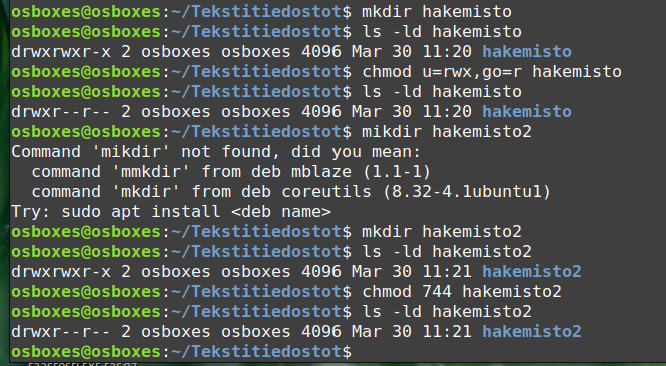 osboxes@osboxes:~/Tekstitiedostot$ mkdir hakemisto
osboxes@osboxes:~/Tekstitiedostot$ ls -ld hakemisto
drwxrwxr-x 2 osboxes osboxes 4096 Mar 30 11:20 hakemisto
osboxes@osboxes:~/Tekstitiedostot$ chmod u=rwx,go=r hakemisto
osboxes@osboxes:~/Tekstitiedostot$ ls -ld hakemisto
drwxr--r-- 2 osboxes osboxes 4096 Mar 30 11:20 hakemisto
osboxes@osboxes:~/Tekstitiedostot$ mikdir hakemisto2
Command 'mikdir' not found, did you mean:
  command 'mmkdir' from deb mblaze (1.1-1)
  command 'mkdir' from deb coreutils (8.32-4.1ubuntu1)
Try: sudo apt install <deb name>
osboxes@osboxes:~/Tekstitiedostot$ mkdir hakemisto2
osboxes@osboxes:~/Tekstitiedostot$ ls -ld hakemisto2
drwxrwxr-x 2 osboxes osboxes 4096 Mar 30 11:21 hakemisto2
osboxes@osboxes:~/Tekstitiedostot$ chmod 744 hakemisto2
osboxes@osboxes:~/Tekstitiedostot$ ls -ld hakemisto2
drwxr--r-- 2 osboxes osboxes 4096 Mar 30 11:21 hakemisto2
osboxes@osboxes:~/Tekstitiedostot$